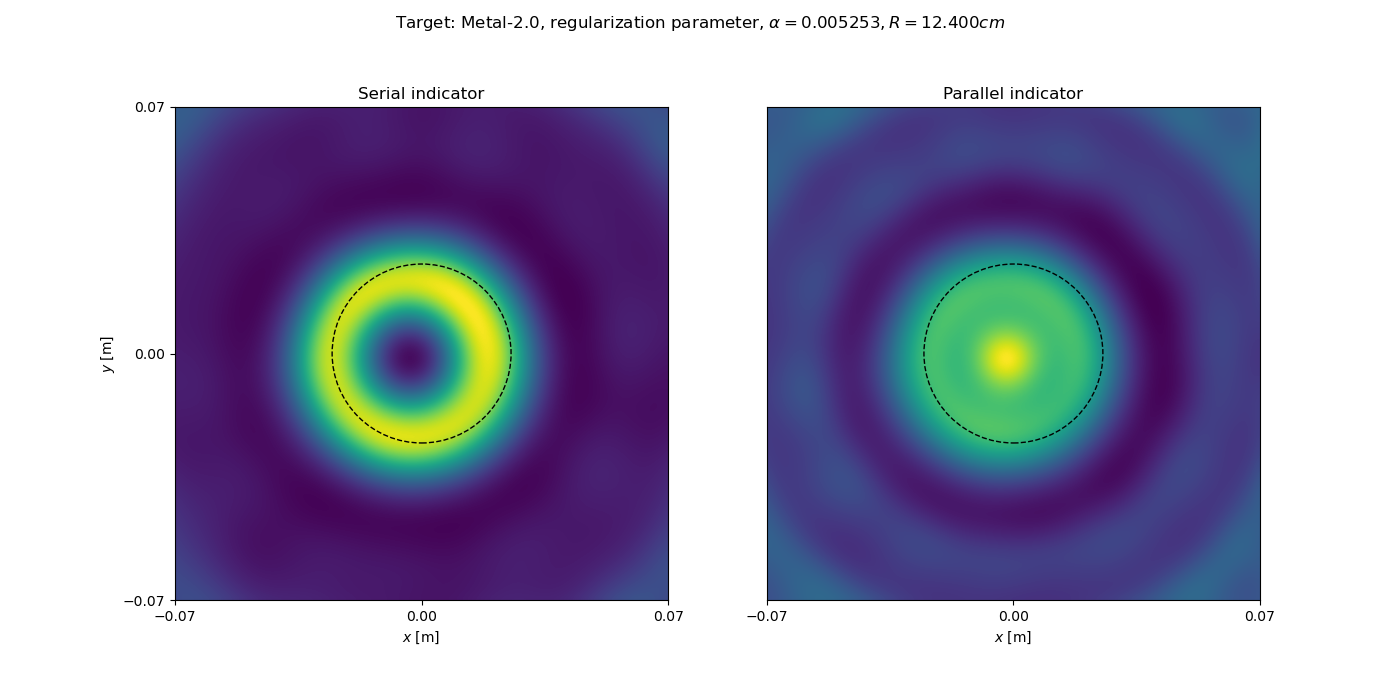 Target: Metal-2.0, regularization parameter, α = 0.005253, R = 12.400cm
Serial indicator
Parallel indicator
0.07
0.00
−0.07
y [m]
−0.07
0.00
0.07
−0.07
0.00
0.07
x [m]
x [m]